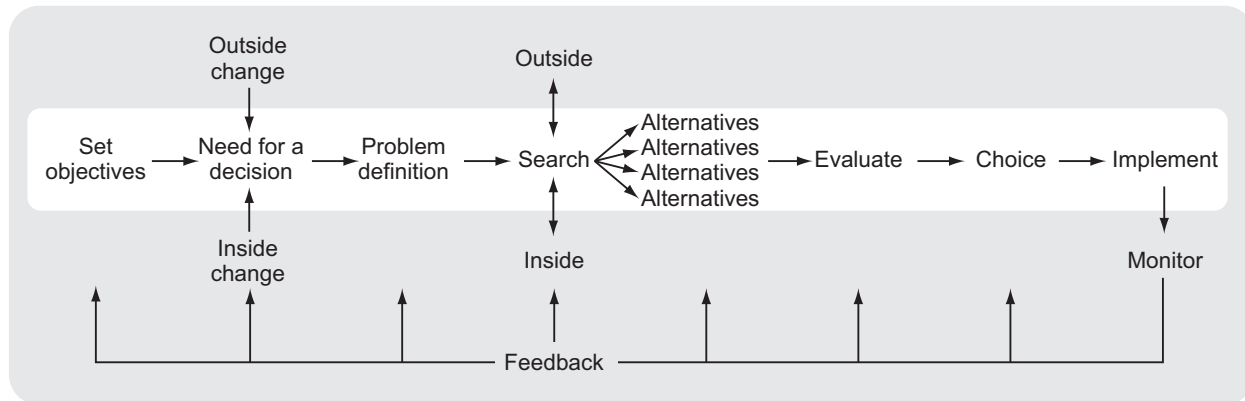 Outside
change
Outside
Set
objectives
Need for a
decision
Problem
definition
Search
Alternatives
Alternatives
Alternatives
Alternatives
Evaluate
Choice
Implement
Inside
change
Inside
Monitor
Feedback